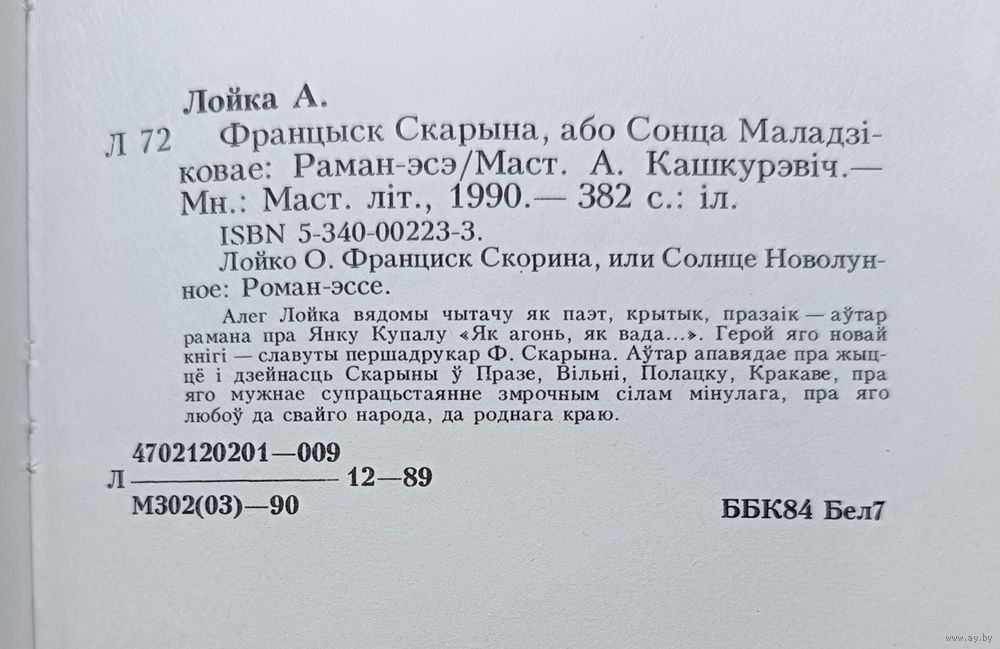 Лойка А.
Л 72 Францыск Скарына, або Сонца Маладзі-
ковае: Раман-эсэ/Маст. А. Кашкурэвіч.—
Мн.: Маст. літ., 1990.— 382 с.: іл.
ISBN 5-340-00223-3.
Лойко О. Франциск Скорина, или Солнце Новолун-
ное: Роман-эссе.
Алег Лойка вядомы чытачу як паэт, крытык, празаік — аўтар
рамана пра Янку Купалу «Як агонь, як вада...». Герой яго новай
кнігі — славуты першадрукар Ф. Скарына. Аўтар апавядае пра жыц-
цё і дзейнасць Скарыны ў Празе, Вільні, Полацку, Кракаве, пра
яго мужнае супрацьстаянне змрочным сілам мінулага, пра яго
любоў да свайго народа, да роднага краю.
4702120201—009
Л 12—89
М302(03)—90
ББК84 Бел7
www.ay.by